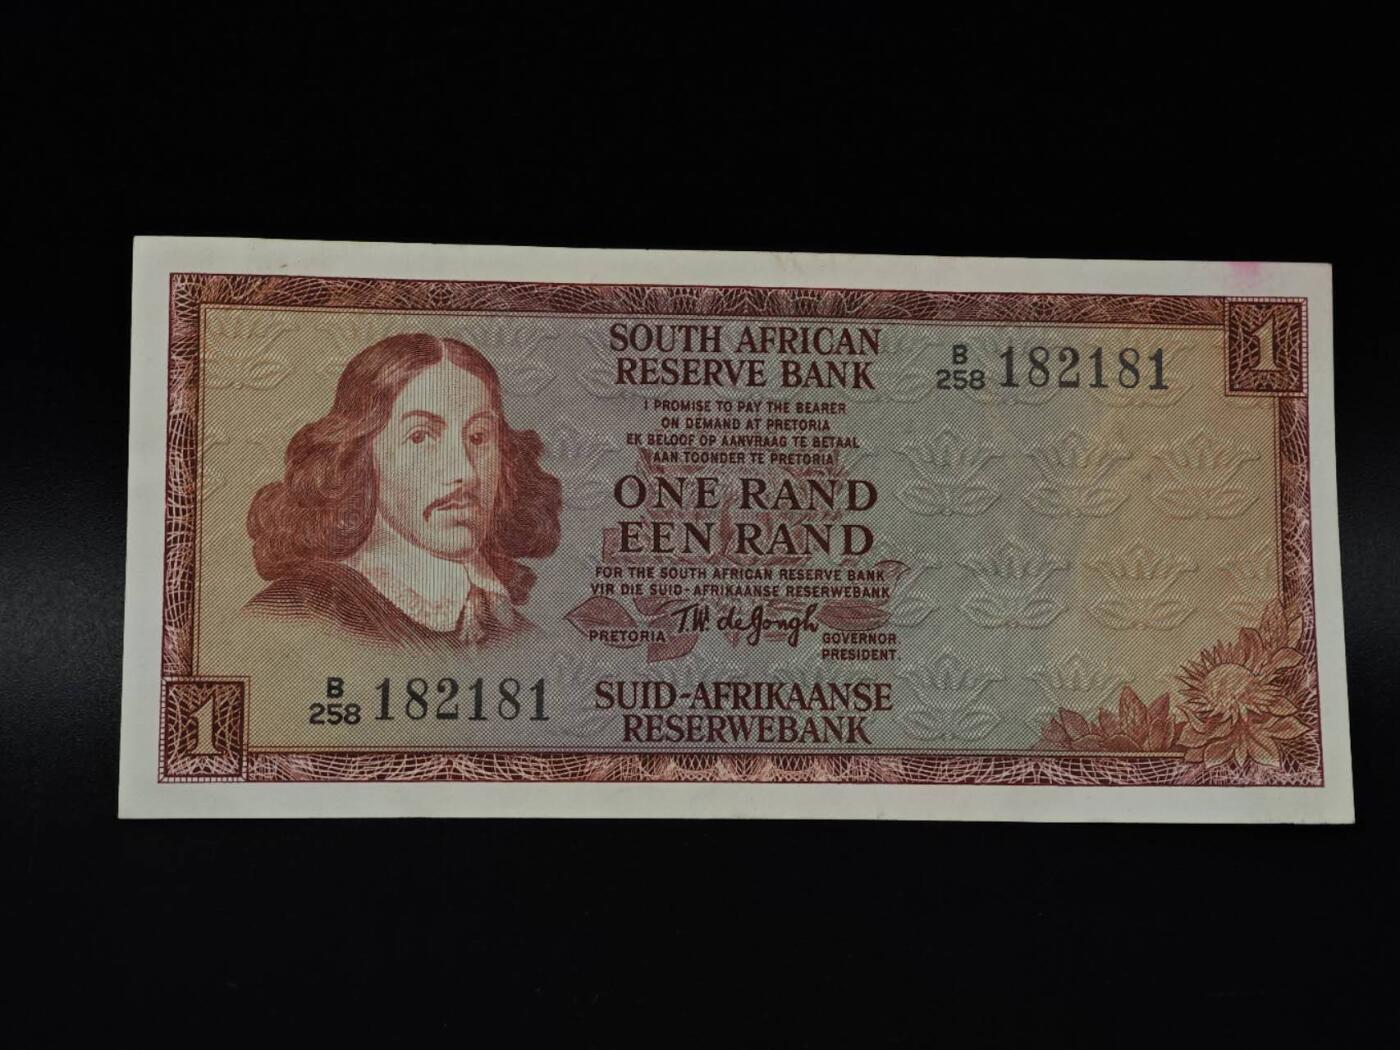 SOUTH AFRICAN
RESERVE BANK
B
258 182181
1
I PROMISE TO PAY THE BEARER
ON DEMAND AT PRETORIA
EK BELOOF OP AANVRAAG TE BETAAL
AAN TOONDER TE PRETORIA
ONE RAND
EEN RAND
FOR THE SOUTH AFRICAN RESERVE BANK
VIR DIE SUID-AFRIKAANSE RESERWEBANK
PRETORIA T.W. de Jongh GOVERNOR.
PRESIDENT.
B
258 182181
1
SUID-AFRIKAANSE
RESERWEBANK